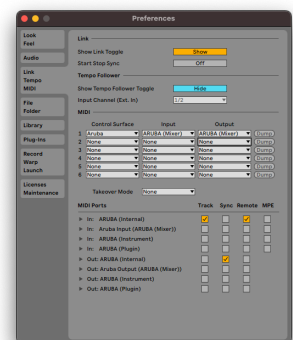 Preferences
Look
Feel
Audio
Link
Tempo
MIDI
File
Folder
Library
Plug-Ins
Record
Warp
Launch
Licenses
Maintenance
Link
Show Link Toggle Show
Start Stop Sync Off
Tempo Follower
Show Tempo Follower Toggle Hide
Input Channel (Ext. In) 1/2
MIDI
Control Surface Input Output
1 Aruba ARUBA (Mixer) ARUBA (Mixer) Dump
2 None None None Dump
3 None None None Dump
4 None None None Dump
5 None None None Dump
6 None None None Dump
Takeover Mode None
MIDI Ports Track Sync Remote MPE
In: ARUBA (Internal)
In: Aruba Input (ARUBA (Mixer))
In: ARUBA (Instrument)
In: ARUBA (Plugin)
Out: ARUBA (Internal)
Out: Aruba Output (ARUBA (Mixer))
Out: ARUBA (Instrument)
Out: ARUBA (Plugin)